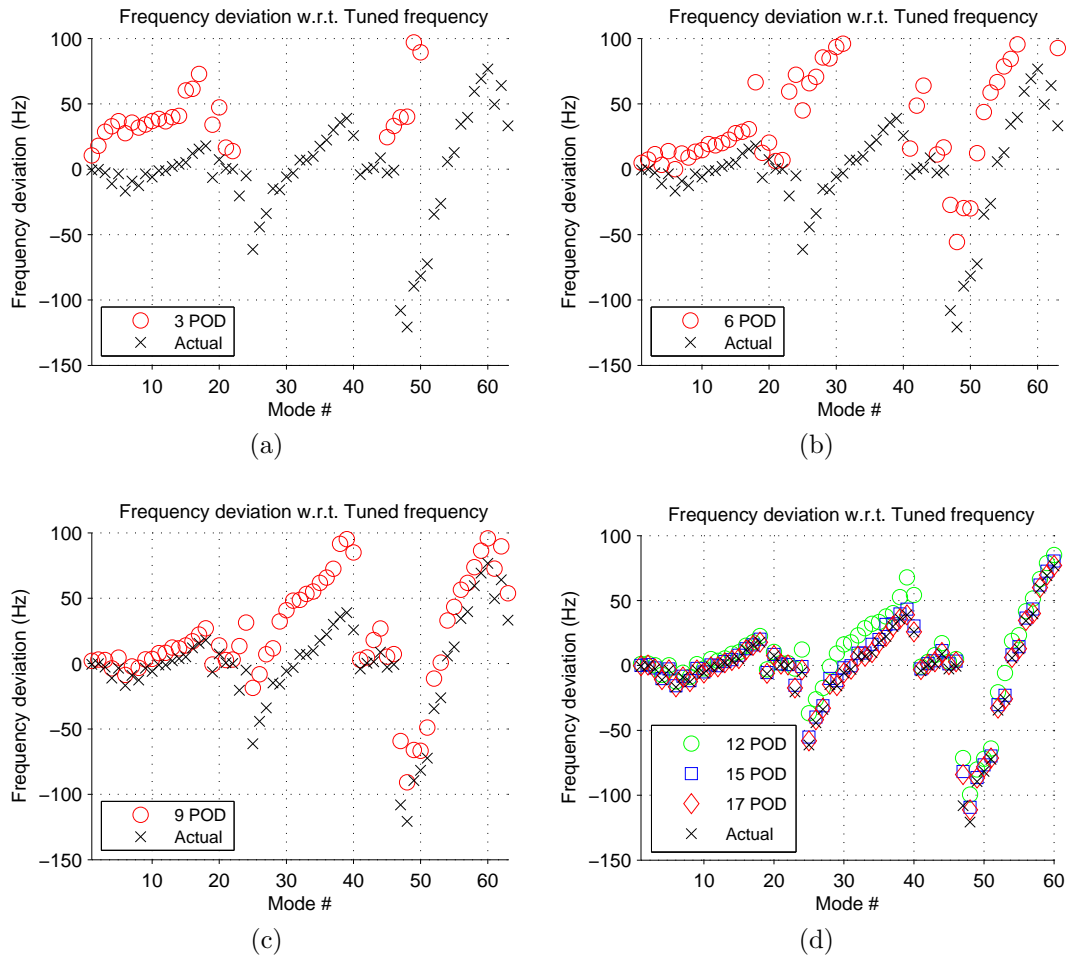 Frequency deviation w.r.t. Tuned frequency
100
50
0
−50
−100
−150
Frequency deviation (Hz)
3 POD
Actual
10 20 30 40 50 60
Mode #
(a)
Frequency deviation w.r.t. Tuned frequency
100
50
0
−50
−100
−150
Frequency deviation (Hz)
6 POD
Actual
10 20 30 40 50 60
Mode #
(b)
Frequency deviation w.r.t. Tuned frequency
100
50
0
−50
−100
−150
Frequency deviation (Hz)
9 POD
Actual
10 20 30 40 50 60
Mode #
(c)
Frequency deviation w.r.t. Tuned frequency
100
50
0
−50
−100
−150
Frequency deviation (Hz)
12 POD
15 POD
17 POD
Actual
10 20 30 40 50 60
Mode #
(d)